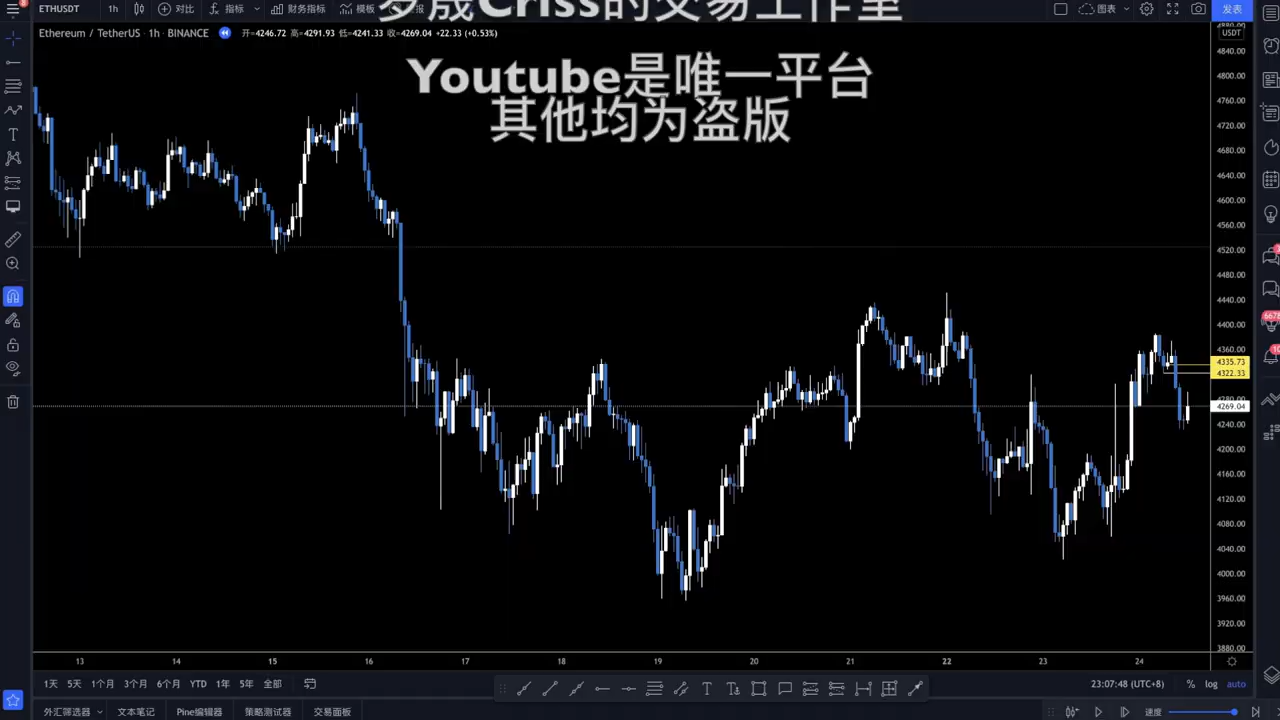 ETHUSDT 1h 对比 指标 财务指标 模板 图表 发表
的交易工作室
Ethereum / TetherUS · 1h · BINANCE 开=4246.72 高=4291.93 低=4241.33 收=4269.04 +22.33 (+0.53%)
USDT
Youtube是唯一平台
其他均为盗版
4840.00
4800.00
4760.00
4720.00
4680.00
4640.00
4600.00
4560.00
4520.00
4480.00
4440.00
4400.00
4360.00
4335.73
4322.33
4269.04
4240.00
4200.00
4160.00
4120.00
4080.00
4040.00
4000.00
3960.00
3920.00
3880.00
13 14 15 16 17 18 19 20 21 22 23 24
1天 5天 1个月 3个月 6个月 YTD 1年 5年 全部 23:07:48 (UTC+8) % log auto
外汇筛选器 文本笔记 Pine编辑器 策略测试器 交易面板 速度